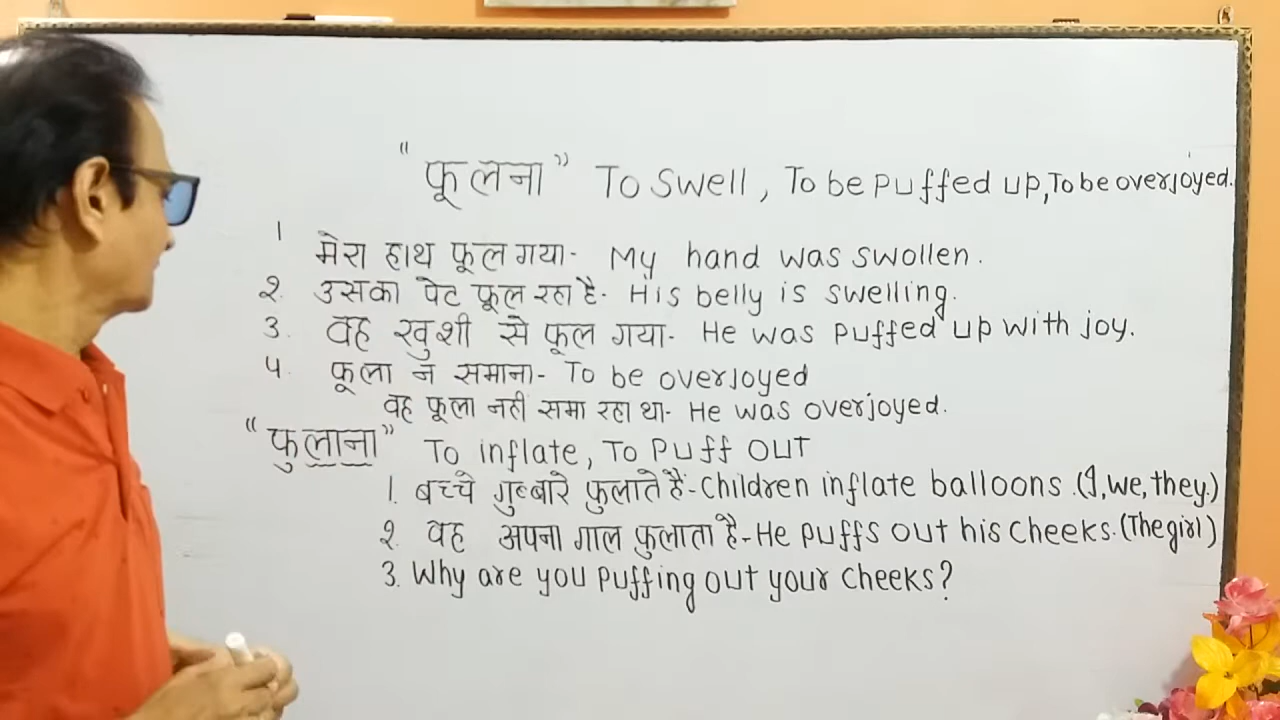 "फूलना" To Swell, To be puffed up, To be overjoyed.
1 मेरा हाथ फूल गया- My hand was swollen.
२. उसका पेट फूल रहा है- His belly is swelling.
3. वह खुशी से फूल गया- He was puffed up with joy.
4. फूला न समाना- To be overjoyed
वह फूला नही समा रहा था- He was overjoyed.
"फुलाना" To inflate, To Puff OUT
1. बच्चे गुब्बारे फुलाते हैं- Children inflate balloons. (I, we, they.)
२. वह अपना गाल फुलाता है- He puffs out his cheeks. (The girl)
3. Why are you puffing out your cheeks?